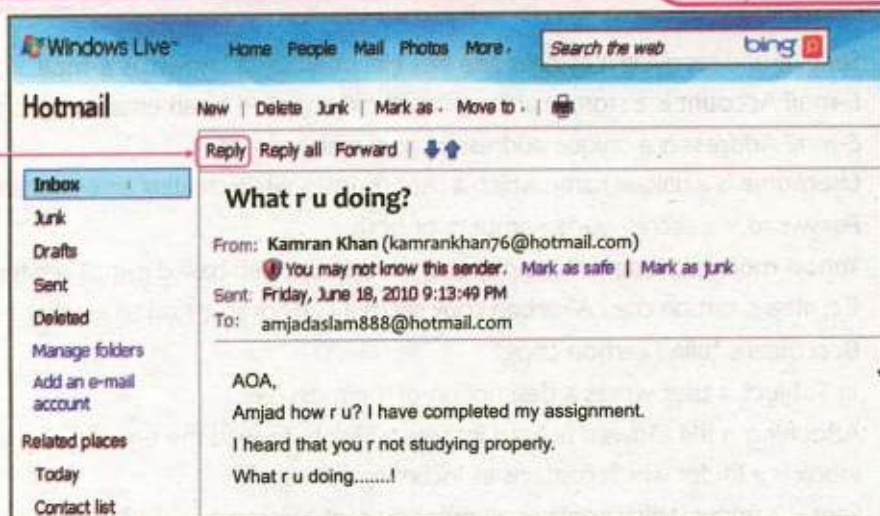 Windows Live™ Home People Mail Photos More Search the web bing
Hotmail New | Delete Junk | Mark as Move to |
Reply Reply all Forward |
Inbox
Junk
Drafts
Sent
Deleted
Manage folders
Add an e-mail
account
Related places
Today
Contact list
What r u doing?
From: Kamran Khan (kamrankhan76@hotmail.com)
You may not know this sender. Mark as safe | Mark as junk
Sent: Friday, June 18, 2010 9:13:49 PM
To: amjadaslam888@hotmail.com
AOA,
Amjad how r u? I have completed my assignment.
I heard that you r not studying properly.
What r u doing........!